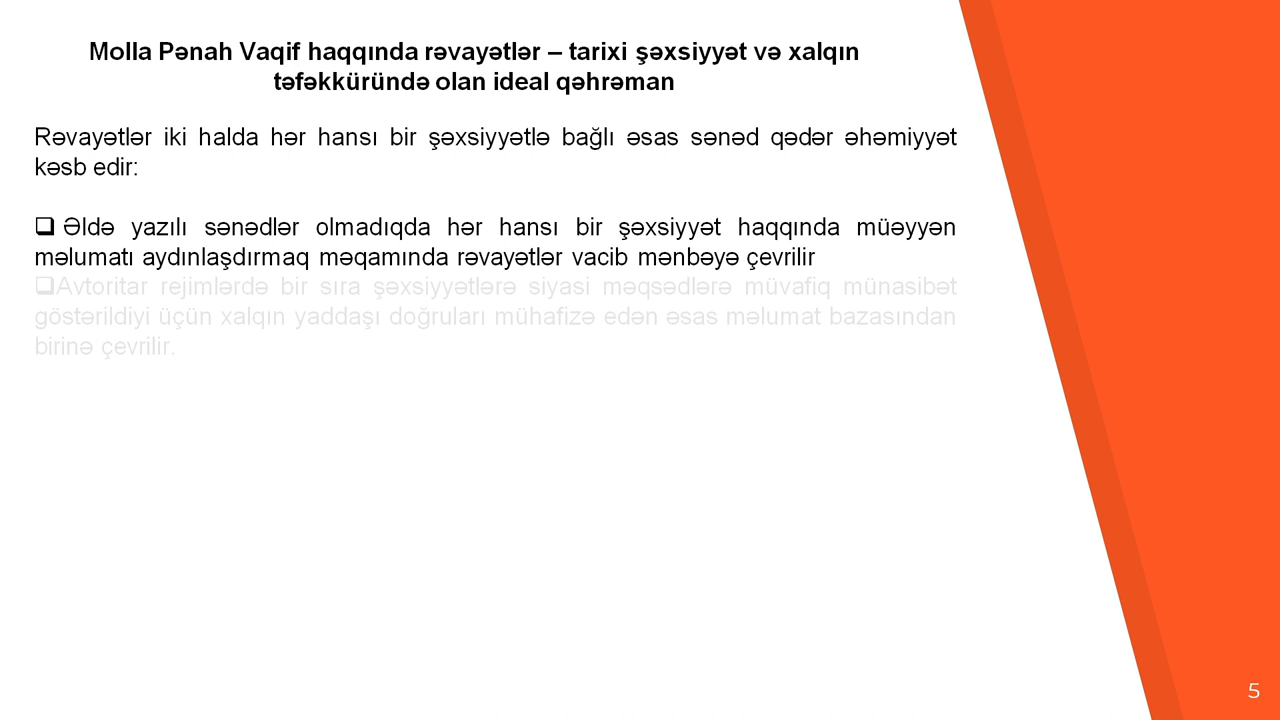 Molla Pənah Vaqif haqqında rəvayətlər – tarixi şəxsiyyət və xalqın
təfəkküründə olan ideal qəhrəman
Rəvayətlər iki halda hər hansı bir şəxsiyyətlə bağlı əsas sənəd qədər əhəmiyyət
kəsb edir:
❑ Əldə yazılı sənədlər olmadıqda hər hansı bir şəxsiyyət haqqında müəyyən
məlumatı aydınlaşdırmaq məqamında rəvayətlər vacib mənbəyə çevrilir
❑Avtoritar rejimlərdə bir sıra şəxsiyyətlərə siyasi məqsədlərə müvafiq münasibət
göstərildiyi üçün xalqın yaddaşı doğruları mühafizə edən əsas məlumat bazasından
birinə çevrilir.
5